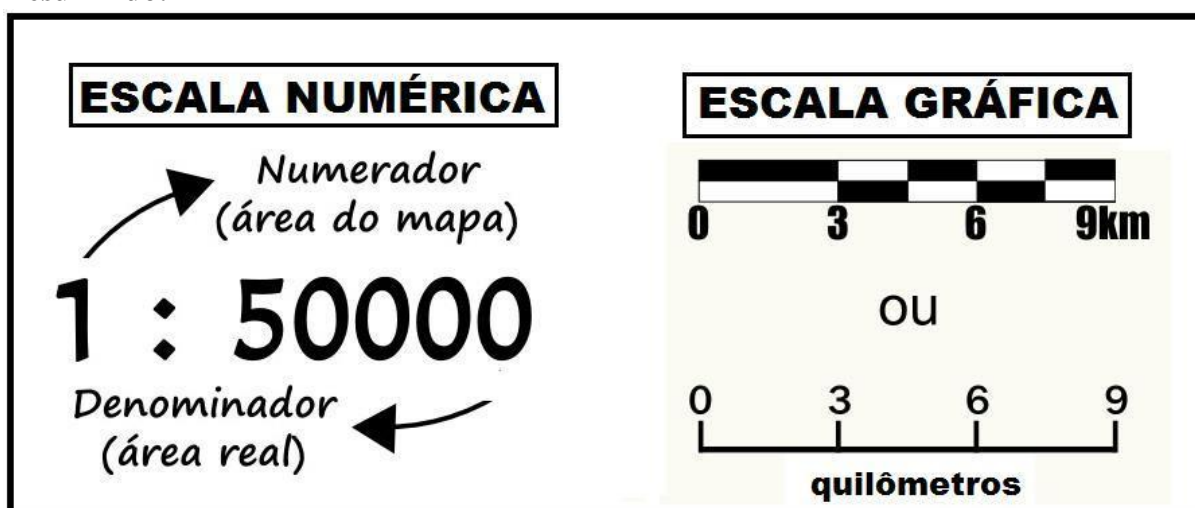 ESCALA NUMÉRICA
Numerador
(área do mapa)
1 : 50000
Denominador
(área real)
ESCALA GRÁFICA
0 3 6 9km
ou
0 3 6 9
quilômetros